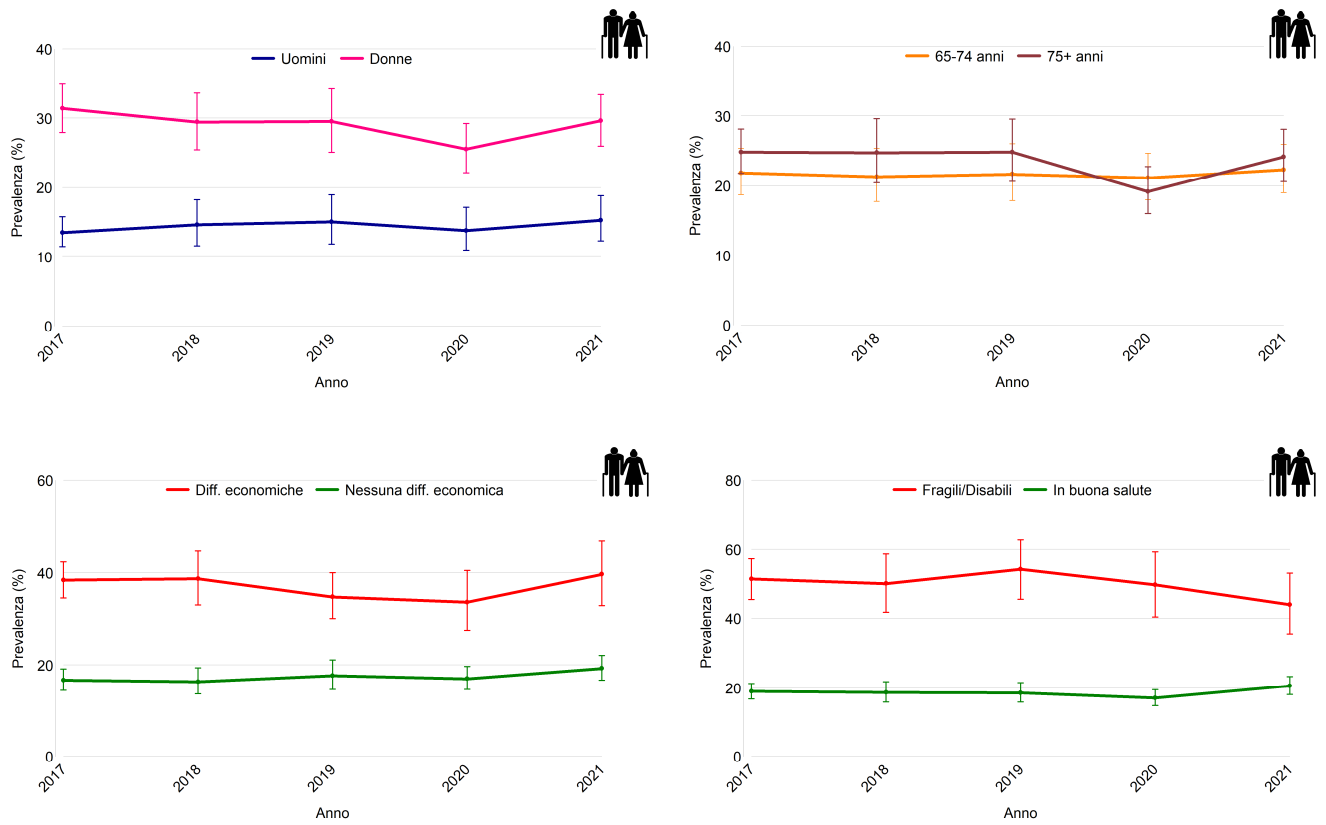 Uomini Donne
Prevalenza (%)
40
30
20
10
0
2017 2018 2019 2020 2021
Anno
65-74 anni 75+ anni
Prevalenza (%)
40
30
20
10
0
2017 2018 2019 2020 2021
Anno
Diff. economiche Nessuna diff. economica
Prevalenza (%)
60
40
20
0
2017 2018 2019 2020 2021
Anno
Fragili/Disabili In buona salute
Prevalenza (%)
80
60
40
20
0
2017 2018 2019 2020 2021
Anno